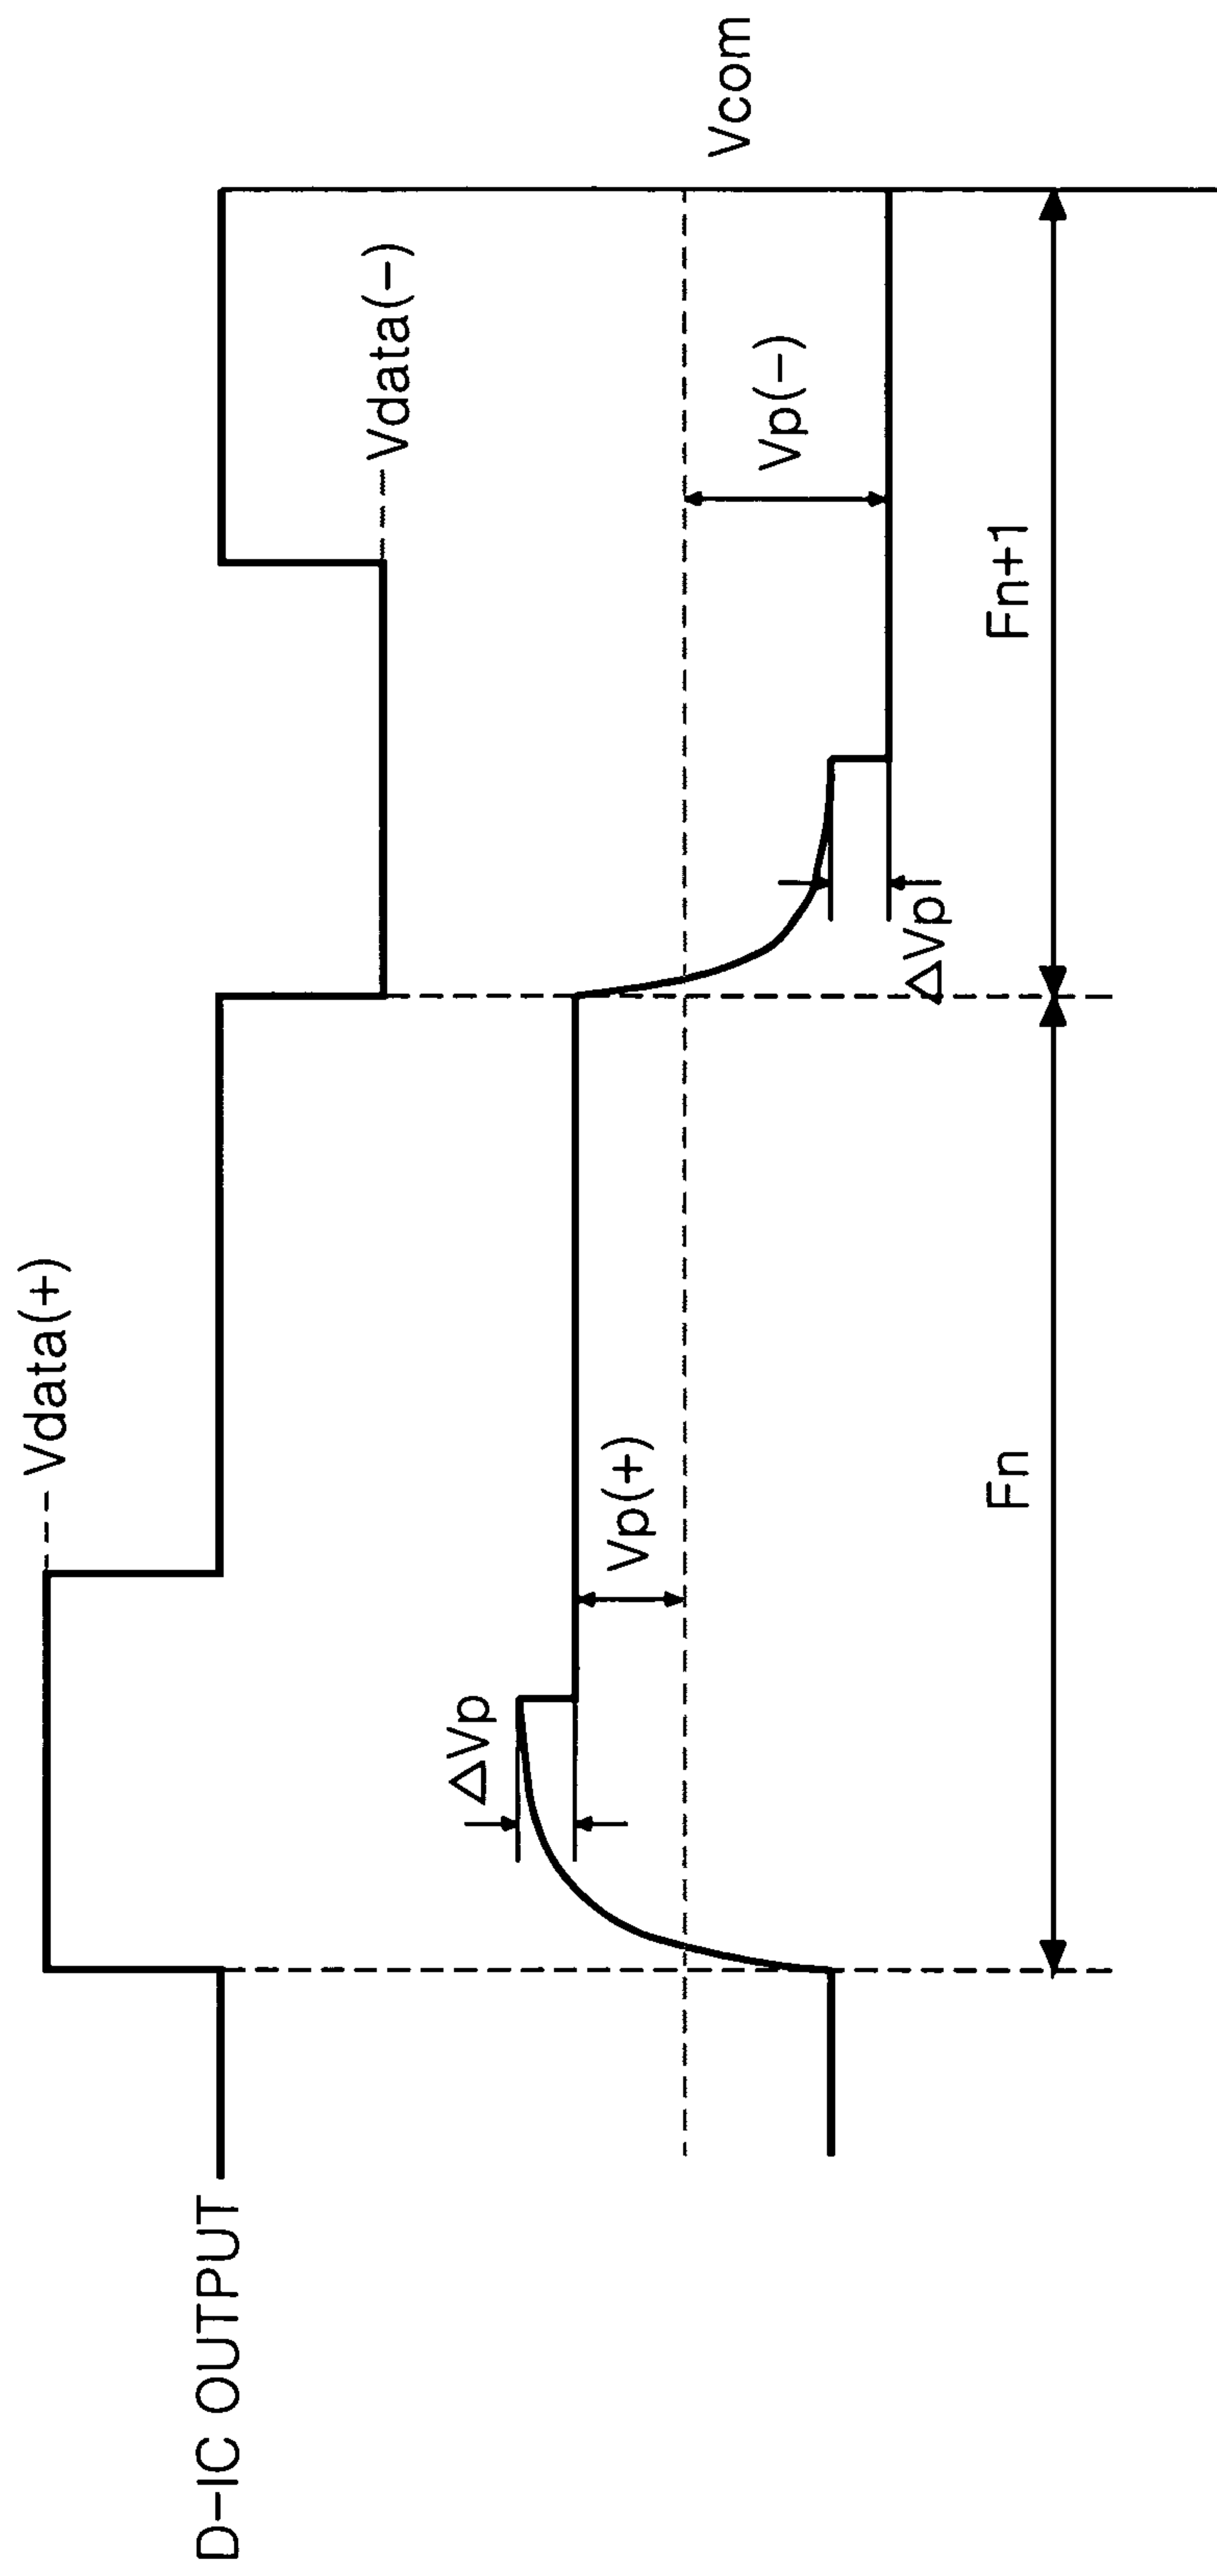 Vdata(+)
D-IC OUTPUT
Vdata(-)
ΔVp
Vp(+)
Vcom
Vp(-)
ΔVp
Fn
Fn+1